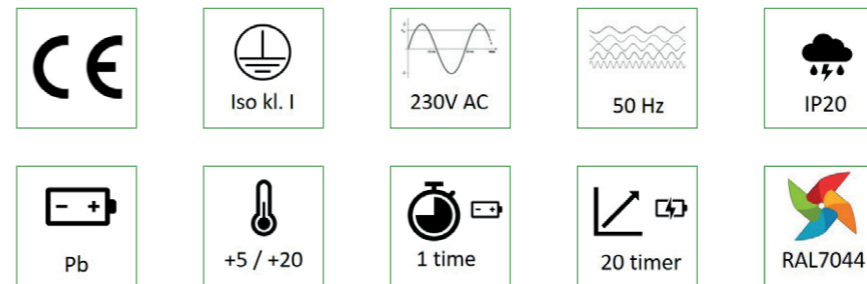 CE
Iso kl. I
230V AC
50 Hz
IP20
Pb
+5 / +20
1 time
20 timer
RAL7044